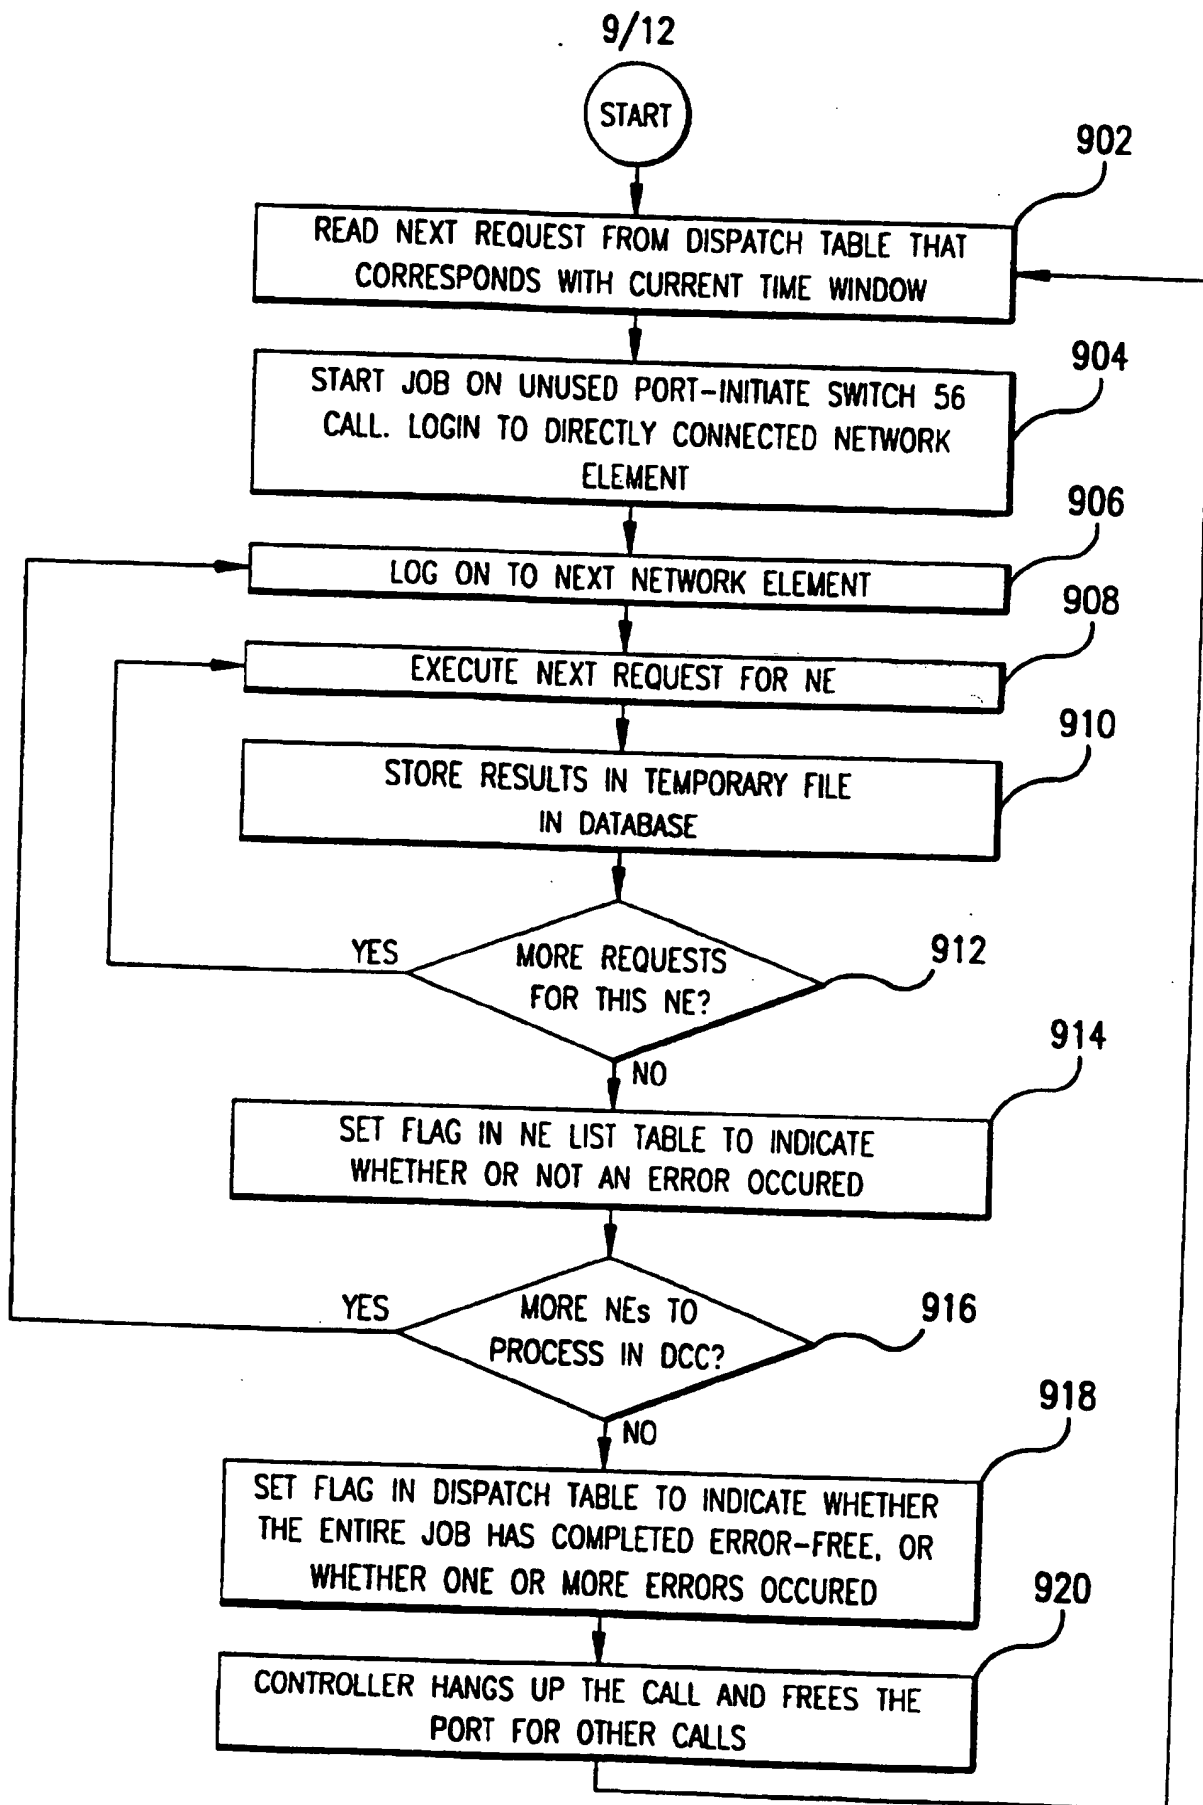 9/12
START
902
READ NEXT REQUEST FROM DISPATCH TABLE THAT
CORRESPONDS WITH CURRENT TIME WINDOW
904
START JOB ON UNUSED PORT-INITIATE SWITCH 56
CALL. LOGIN TO DIRECTLY CONNECTED NETWORK
ELEMENT
906
LOG ON TO NEXT NETWORK ELEMENT
908
EXECUTE NEXT REQUEST FOR NE
910
STORE RESULTS IN TEMPORARY FILE
IN DATABASE
YES
MORE REQUESTS
FOR THIS NE?
912
NO
914
SET FLAG IN NE LIST TABLE TO INDICATE
WHETHER OR NOT AN ERROR OCCURED
YES
MORE NEs TO
PROCESS IN DCC?
916
NO
918
SET FLAG IN DISPATCH TABLE TO INDICATE WHETHER
THE ENTIRE JOB HAS COMPLETED ERROR-FREE, OR
WHETHER ONE OR MORE ERRORS OCCURED
920
CONTROLLER HANGS UP THE CALL AND FREES THE
PORT FOR OTHER CALLS